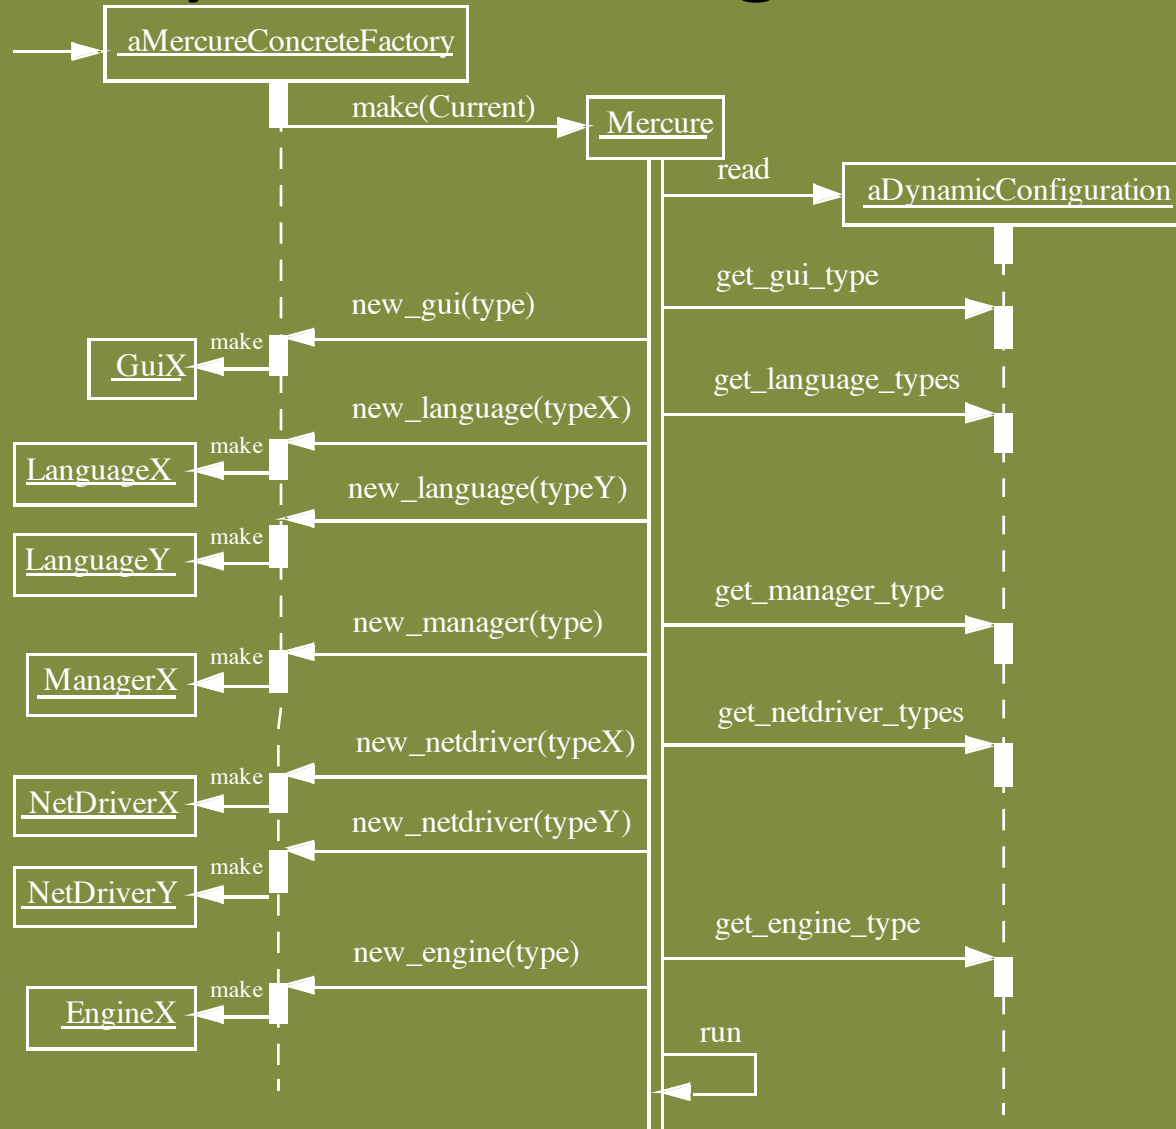 aMercureConcreteFactory
make(Current)
Mercure
read
aDynamicConfiguration
get_gui_type
new_gui(type)
make
GuiX
get_language_types
new_language(typeX)
make
LanguageX
new_language(typeY)
make
LanguageY
get_manager_type
new_manager(type)
make
ManagerX
get_netdriver_types
new_netdriver(typeX)
make
NetDriverX
new_netdriver(typeY)
make
NetDriverY
get_engine_type
new_engine(type)
make
EngineX
run